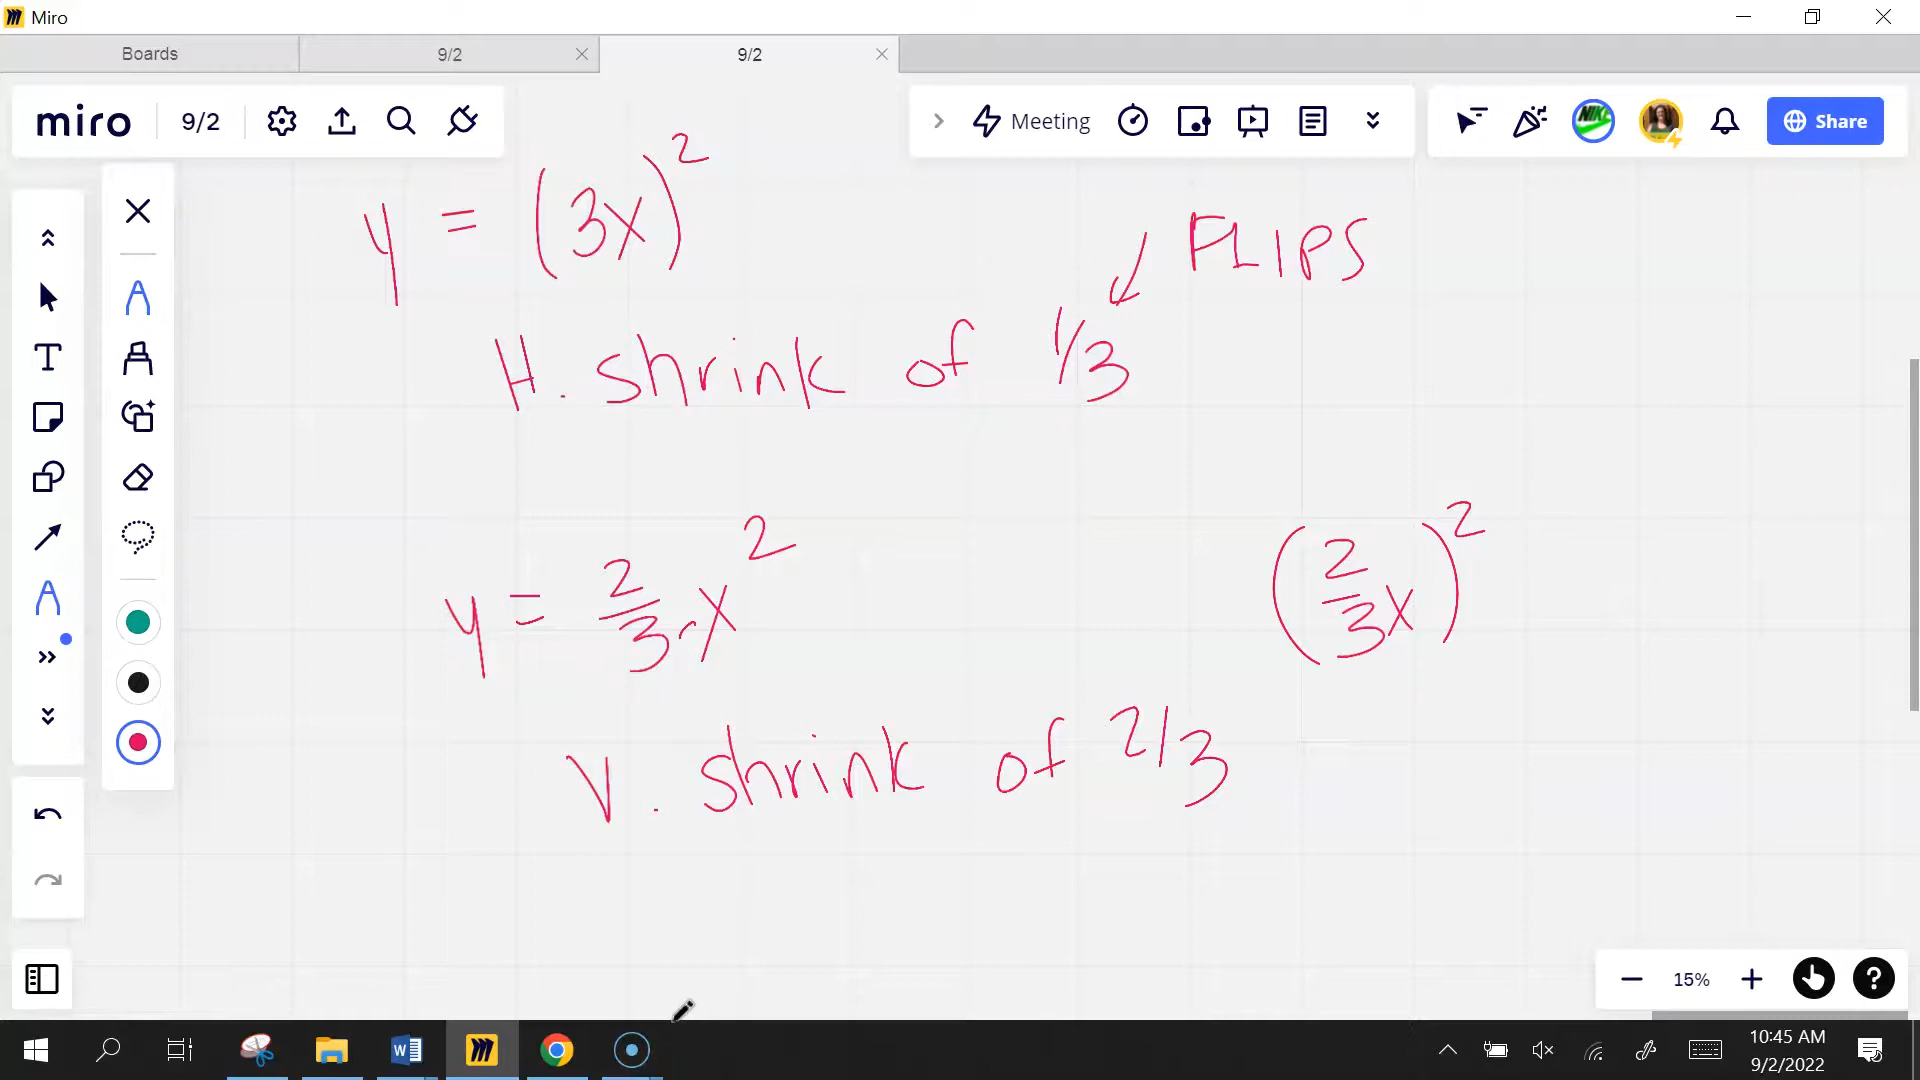 Miro
Boards
9/2
9/2
miro
9/2
Meeting
Share
y = (3x)²
FLIPS
H. shrink of 1/3
y = 2/3 · x²
(2/3x)²
V. shrink of 2/3
15%
10:45 AM
9/2/2022